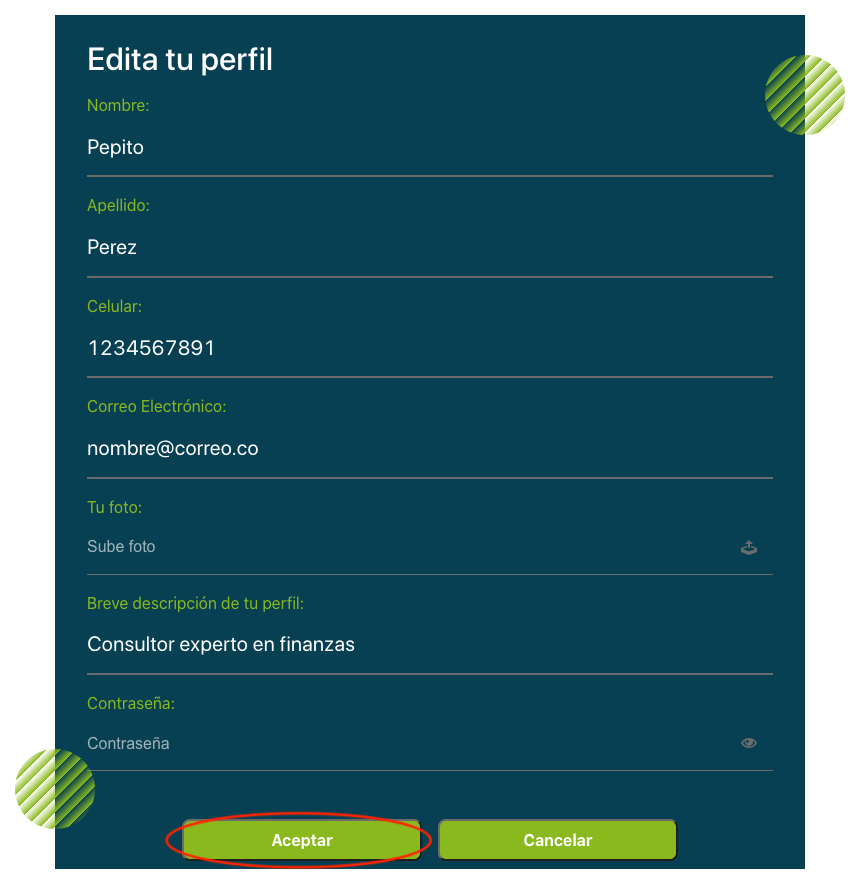 Edita tu perfil
Nombre:
Pepito
Apellido:
Perez
Celular:
1234567891
Correo Electrónico:
nombre@correo.co
Tu foto:
Sube foto
Breve descripción de tu perfil:
Consultor experto en finanzas
Contraseña:
Contraseña
Aceptar Cancelar